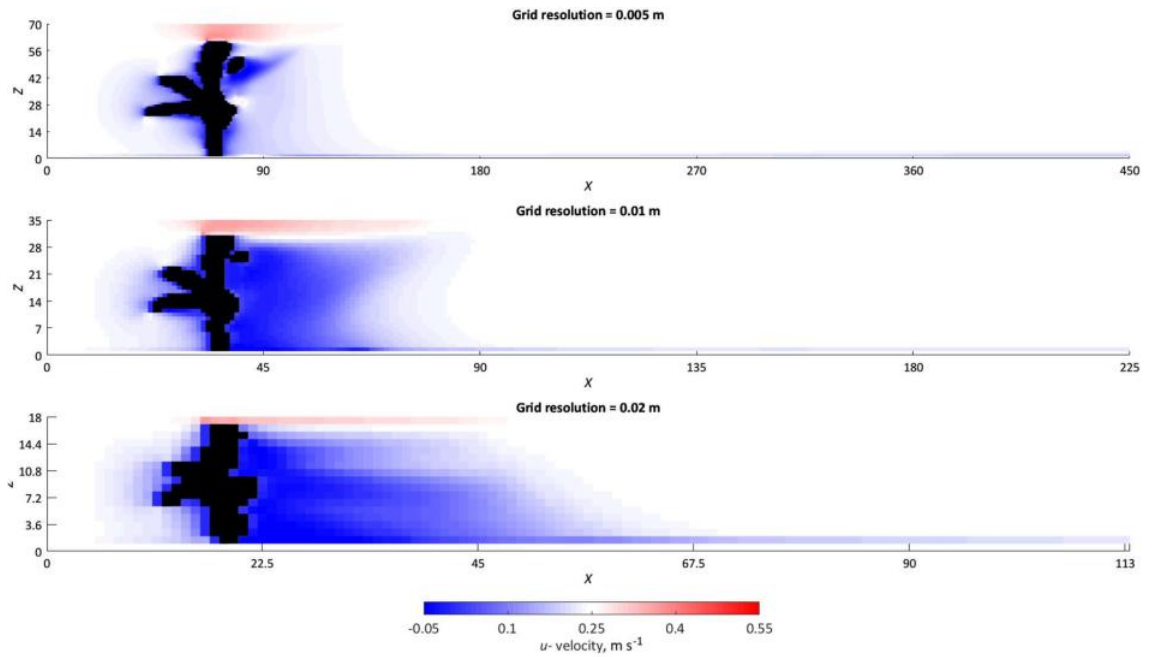 Grid resolution = 0.005 m
70
56
42
28
14
0
Z
0 90 180 270 360 450
X
Grid resolution = 0.01 m
35
28
21
14
7
0
Z
0 45 90 135 180 225
X
Grid resolution = 0.02 m
18
14.4
10.8
7.2
3.6
0
0 22.5 45 67.5 90 113
X
-0.05 0.1 0.25 0.4 0.55
u- velocity, m s⁻¹